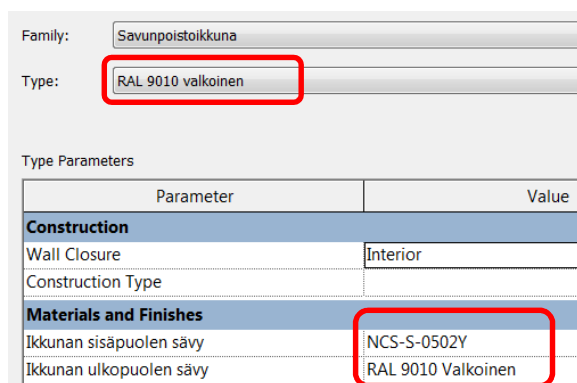 Family: Savunpoistoikkuna
Type: RAL 9010 valkoinen
Type Parameters
Parameter Value
Construction
Wall Closure Interior
Construction Type
Materials and Finishes
Ikkunan sisäpuolen sävy NCS-S-0502Y
Ikkunan ulkopuolen sävy RAL 9010 Valkoinen